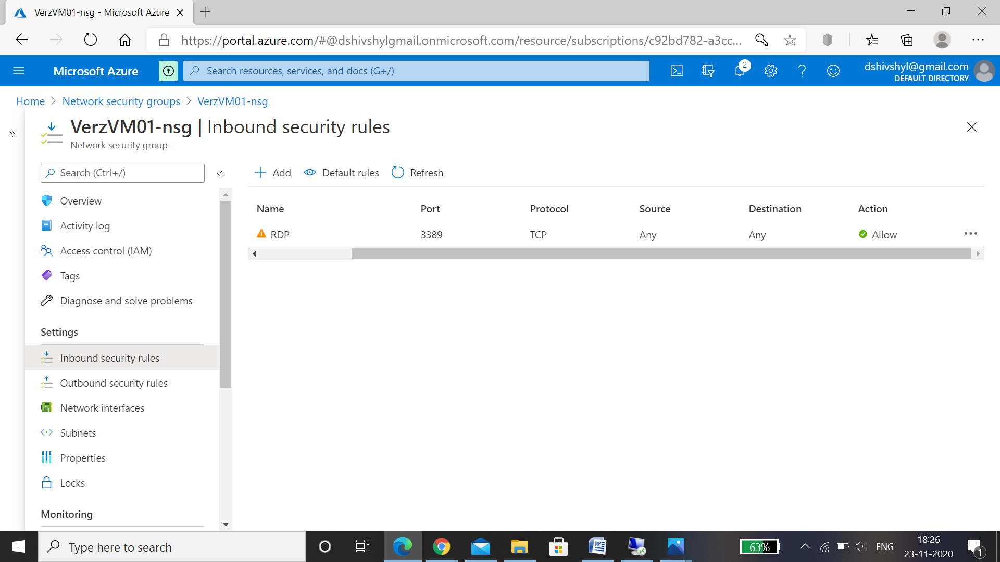 VerzVM01-nsg - Microsoft Azure
https://portal.azure.com/#@dshivshylgmail.onmicrosoft.com/resource/subscriptions/c92bd782-a3cc...
Microsoft Azure
Search resources, services, and docs (G+/)
2
dshivshyl@gmail.com
DEFAULT DIRECTORY
Home > Network security groups > VerzVM01-nsg
VerzVM01-nsg | Inbound security rules
Network security group
Search (Ctrl+/)
Add Default rules Refresh
Overview
Activity log
Access control (IAM)
Tags
Diagnose and solve problems
Settings
Inbound security rules
Outbound security rules
Network interfaces
Subnets
Properties
Locks
Monitoring
Name Port Protocol Source Destination Action
RDP 3389 TCP Any Any Allow
Type here to search
63%
ENG
18:26
23-11-2020
1